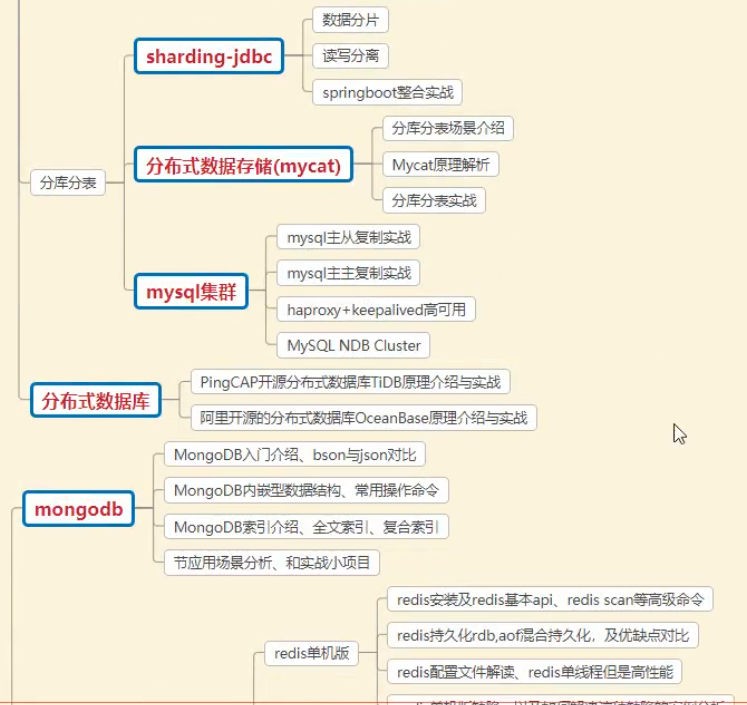 sharding-jdbc
数据分片
读写分离
springboot整合实战
分库分表
分布式数据存储(mycat)
分库分表场景介绍
Mycat原理解析
分库分表实战
mysql集群
mysql主从复制实战
mysql主主复制实战
haproxy+keepalived高可用
MySQL NDB Cluster
分布式数据库
PingCAP开源分布式数据库TiDB原理介绍与实战
阿里开源的分布式数据库OceanBase原理介绍与实战
mongodb
MongoDB入门介绍、bson与json对比
MongoDB内嵌型数据结构、常用操作命令
MongoDB索引介绍、全文索引、复合索引
节应用场景分析、和实战小项目
redis单机版
redis安装及redis基本api、redis scan等高级命令
redis持久化rdb,aof混合持久化，及优缺点对比
redis配置文件解读、redis单线程但是高性能